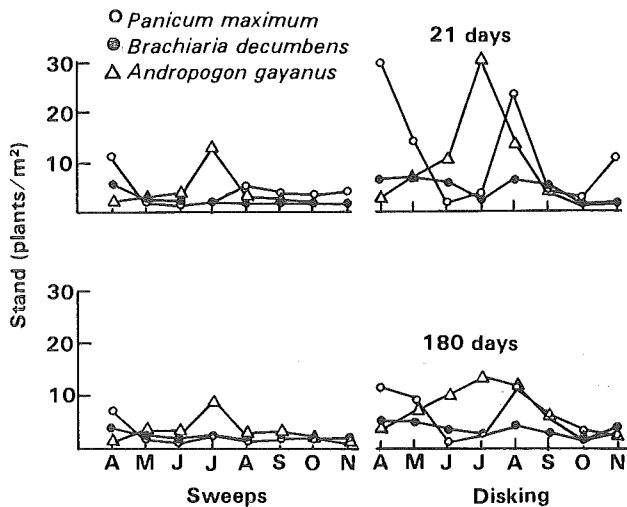 Panicum maximum
Brachiaria decumbens
Andropogon gayanus
21 days
30
20
10
Stand (plants/m²)
180 days
30
20
10
A M J J A S O N
A M J J A S O N
Sweeps
Disking